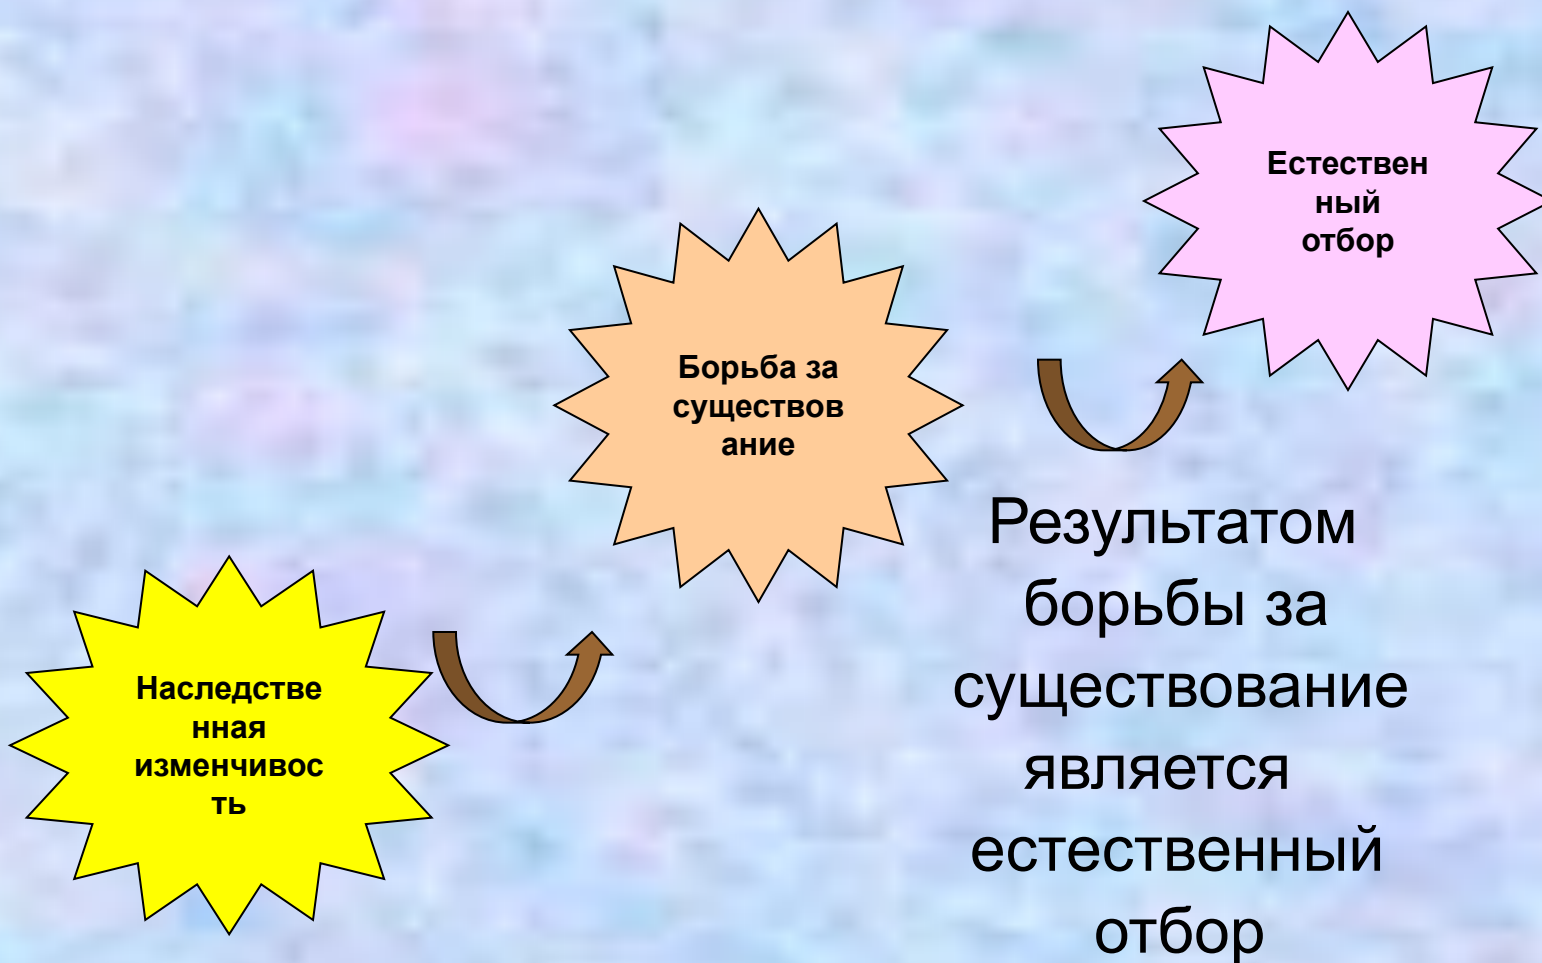 Естествен
ный
отбор
Борьба за
существов
ание
Наследстве
нная
изменчивос
ть
Результатом
борьбы за
существование
является
естественный
отбор